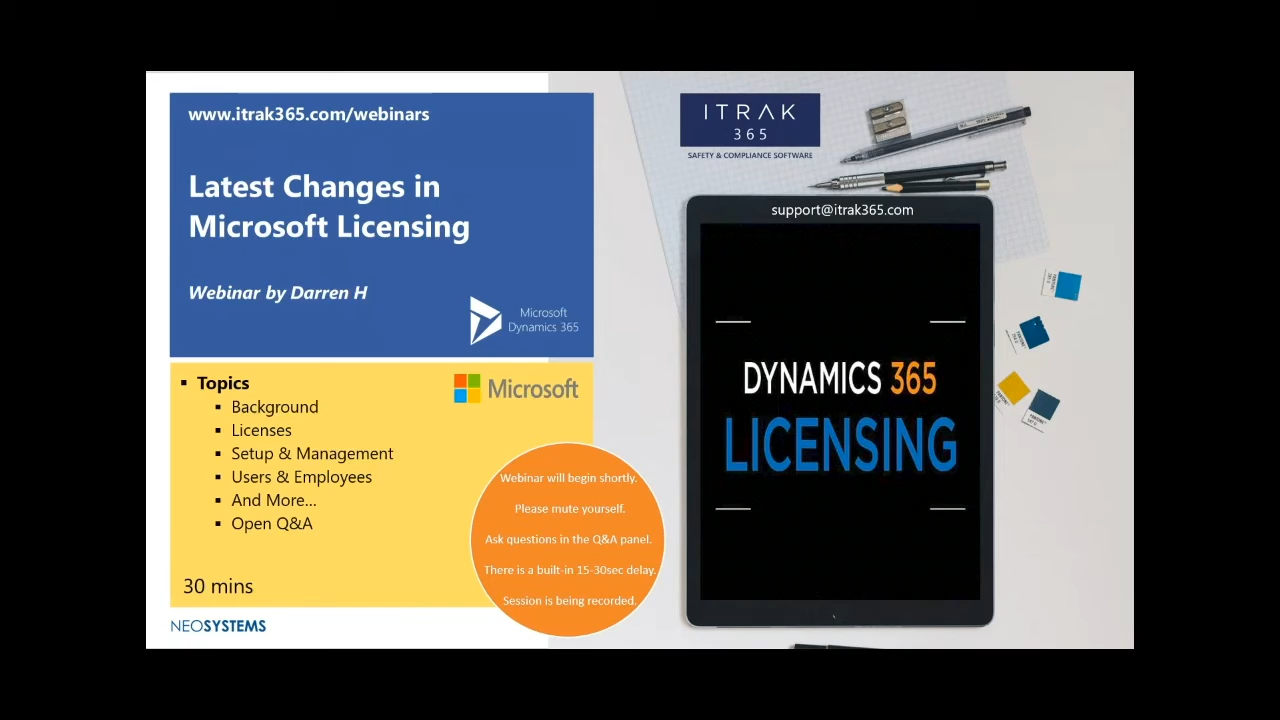 www.itrak365.com/webinars
Latest Changes in
Microsoft Licensing
Webinar by Darren H
Microsoft
Dynamics 365
▪ Topics
Microsoft
▪ Background
▪ Licenses
▪ Setup & Management
▪ Users & Employees
▪ And More...
▪ Open Q&A
30 mins
Webinar will begin shortly.
Please mute yourself.
Ask questions in the Q&A panel.
There is a built-in 15-30sec delay.
Session is being recorded.
NEOSYSTEMS
ITRAK
365
SAFETY & COMPLIANCE SOFTWARE
support@itrak365.com
DYNAMICS 365
LICENSING